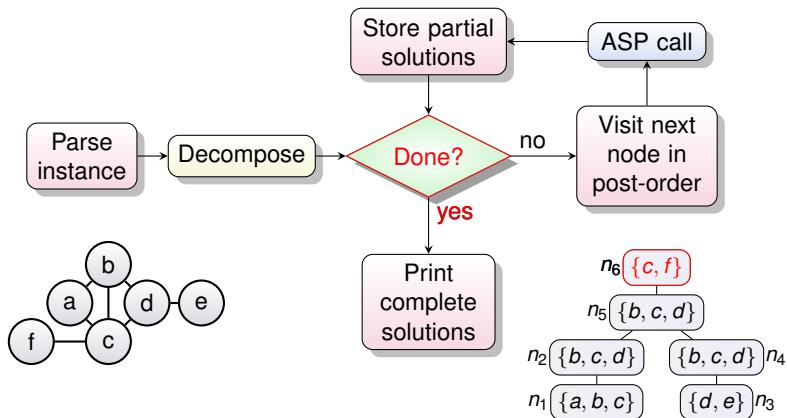 Store partial
solutions
ASP call
Parse
instance
Decompose
Done?
no
Visit next
node in
post-order
yes
Print
complete
solutions
b
a
d
e
f
c
n₆ {c, f}
n₅ {b, c, d}
n₂ {b, c, d}
{b, c, d} n₄
n₁ {a, b, c}
{d, e} n₃